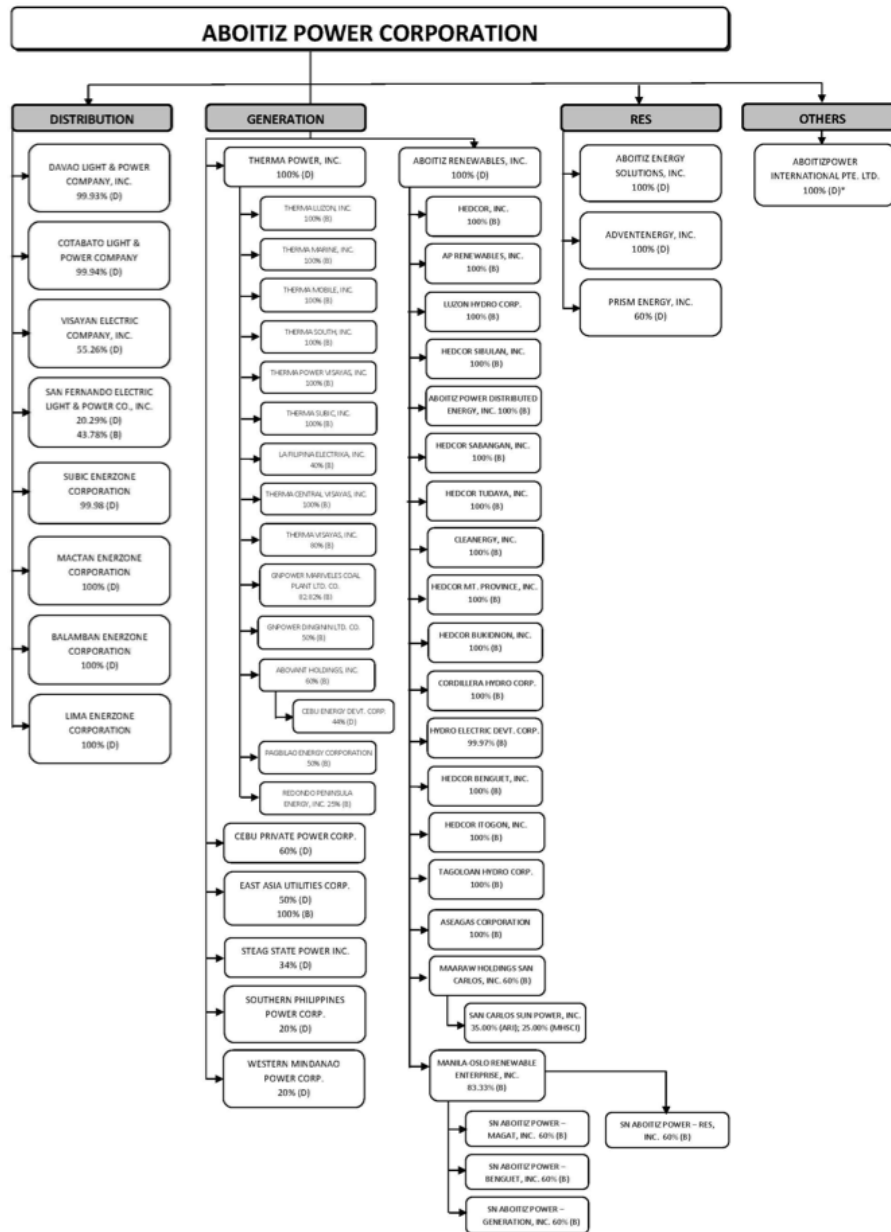 ABOITIZ POWER CORPORATION
DISTRIBUTION
DAVAO LIGHT & POWER
COMPANY, INC.
99.93% (D)
COTABATO LIGHT &
POWER COMPANY
99.94% (D)
VISAYAN ELECTRIC
COMPANY, INC.
55.26% (D)
SAN FERNANDO ELECTRIC
LIGHT & POWER CO., INC.
20.29% (D)
43.78% (B)
SUBIC ENERZONE
CORPORATION
99.98 (D)
MACTAN ENERZONE
CORPORATION
100% (D)
BALAMBAN ENERZONE
CORPORATION
100% (D)
LIMA ENERZONE
CORPORATION
100% (D)
GENERATION
THERMA POWER, INC.
100% (D)
THERMA LUZON, INC.
100% (B)
THERMA MARINE, INC.
100% (B)
THERMA MOBILE, INC.
100% (B)
THERMA SOUTH, INC.
100% (B)
THERMA POWER VISAYAS, INC.
100% (B)
THERMA SUBIC, INC.
100% (B)
LA FILIPINA ELECTRIKA, INC.
40% (B)
THERMA CENTRAL VISAYAS, INC.
100% (B)
THERMA VISAYAS, INC.
80% (B)
GNPOWER MARIVELES COAL
PLANT LTD. CO.
82.82% (B)
GNPOWER DINGININ LTD. CO.
50% (B)
ABOVANT HOLDINGS, INC.
60% (B)
CEBU ENERGY DEVT. CORP.
44% (D)
PAGBILAO ENERGY CORPORATION
50% (B)
REDONDO PENINSULA
ENERGY, INC. 25% (B)
CEBU PRIVATE POWER CORP.
60% (D)
EAST ASIA UTILITIES CORP.
50% (D)
100% (B)
STEAG STATE POWER INC.
34% (D)
SOUTHERN PHILIPPINES
POWER CORP.
20% (D)
WESTERN MINDANAO
POWER CORP.
20% (D)
ABOITIZ RENEWABLES, INC.
100% (D)
HEDCOR, INC.
100% (B)
AP RENEWABLES, INC.
100% (B)
LUZON HYDRO CORP.
100% (B)
HEDCOR SIBULAN, INC.
100% (B)
ABOITIZ POWER DISTRIBUTED
ENERGY, INC. 100% (B)
HEDCOR SABANGAN, INC.
100% (B)
HEDCOR TUDAYA, INC.
100% (B)
CLEANERGY, INC.
100% (B)
HEDCOR MT. PROVINCE, INC.
100% (B)
HEDCOR BUKIDNON, INC.
100% (B)
CORDILLERA HYDRO CORP.
100% (B)
HYDRO ELECTRIC DEVT. CORP.
99.97% (B)
HEDCOR BENGUET, INC.
100% (B)
HEDCOR ITOGON, INC.
100% (B)
TAGOLOAN HYDRO CORP.
100% (B)
ASEAGAS CORPORATION
100% (B)
MAARAW HOLDINGS SAN
CARLOS, INC. 60% (B)
SAN CARLOS SUN POWER, INC.
35.00% (ARI); 25.00% (MHSCI)
MANILA-OSLO RENEWABLE
ENTERPRISE, INC.
83.33% (B)
SN ABOITIZ POWER –
MAGAT, INC. 60% (B)
SN ABOITIZ POWER –
BENGUET, INC. 60% (B)
SN ABOITIZ POWER –
GENERATION, INC. 60% (B)
SN ABOITIZ POWER – RES,
INC. 60% (B)
RES
ABOITIZ ENERGY
SOLUTIONS, INC.
100% (D)
ADVENTENERGY, INC.
100% (D)
PRISM ENERGY, INC.
60% (D)
OTHERS
ABOITIZPOWER
INTERNATIONAL PTE. LTD.
100% (D)*